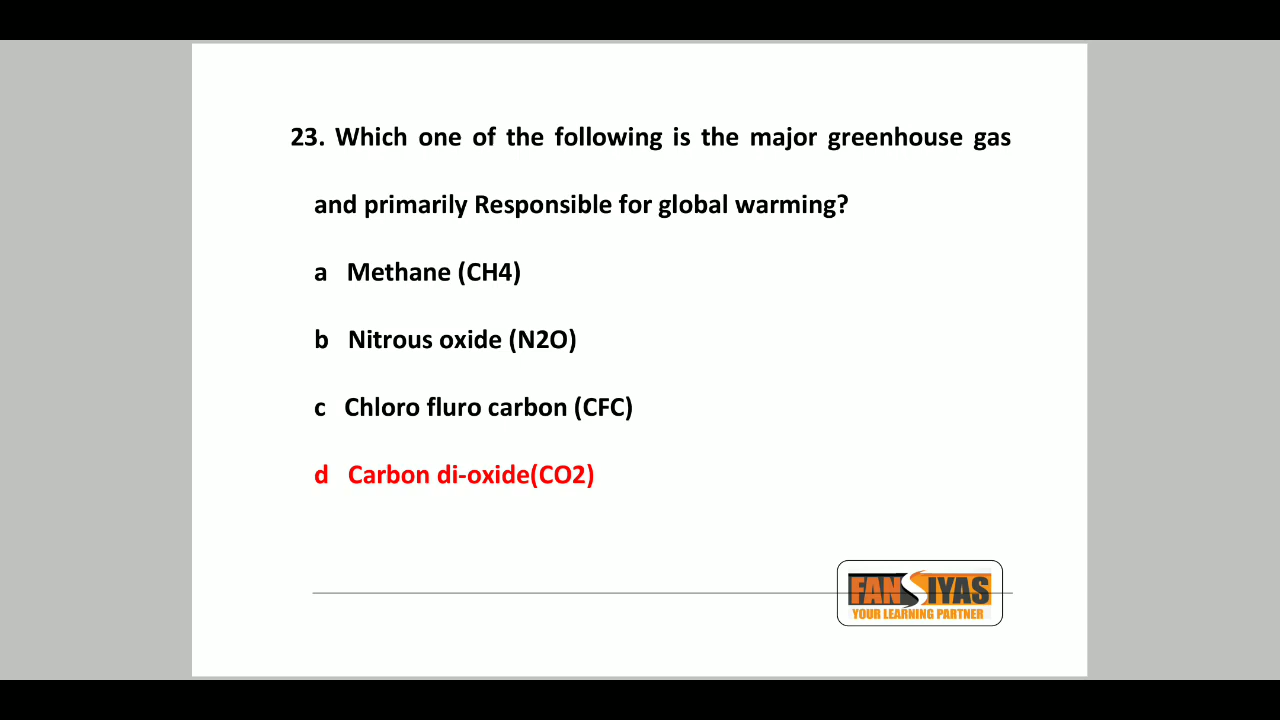 23. Which one of the following is the major greenhouse gas
and primarily Responsible for global warming?
a Methane (CH4)
b Nitrous oxide (N2O)
c Chloro fluro carbon (CFC)
d Carbon di-oxide(CO2)
FANSIYAS
YOUR LEARNING PARTNER